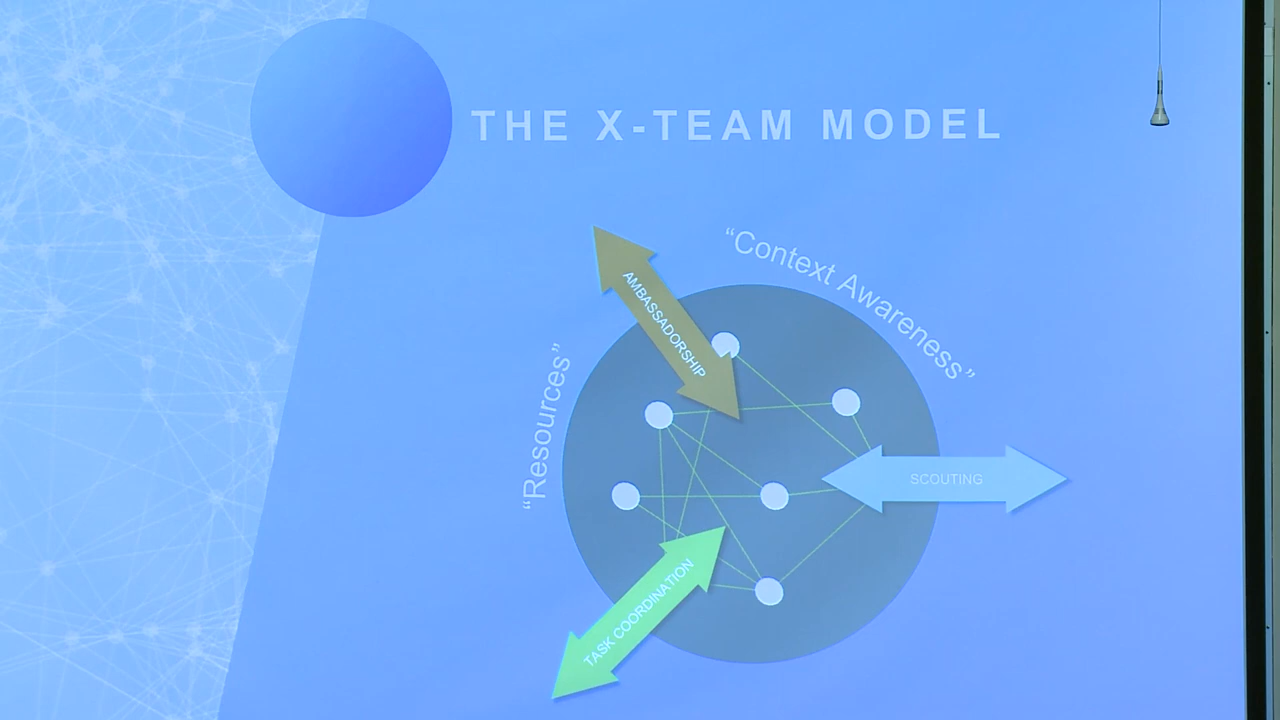 THE X-TEAM MODEL
“Context Awareness”
AMBASSADORSHIP
“Resources”
SCOUTING
TASK COORDINATION